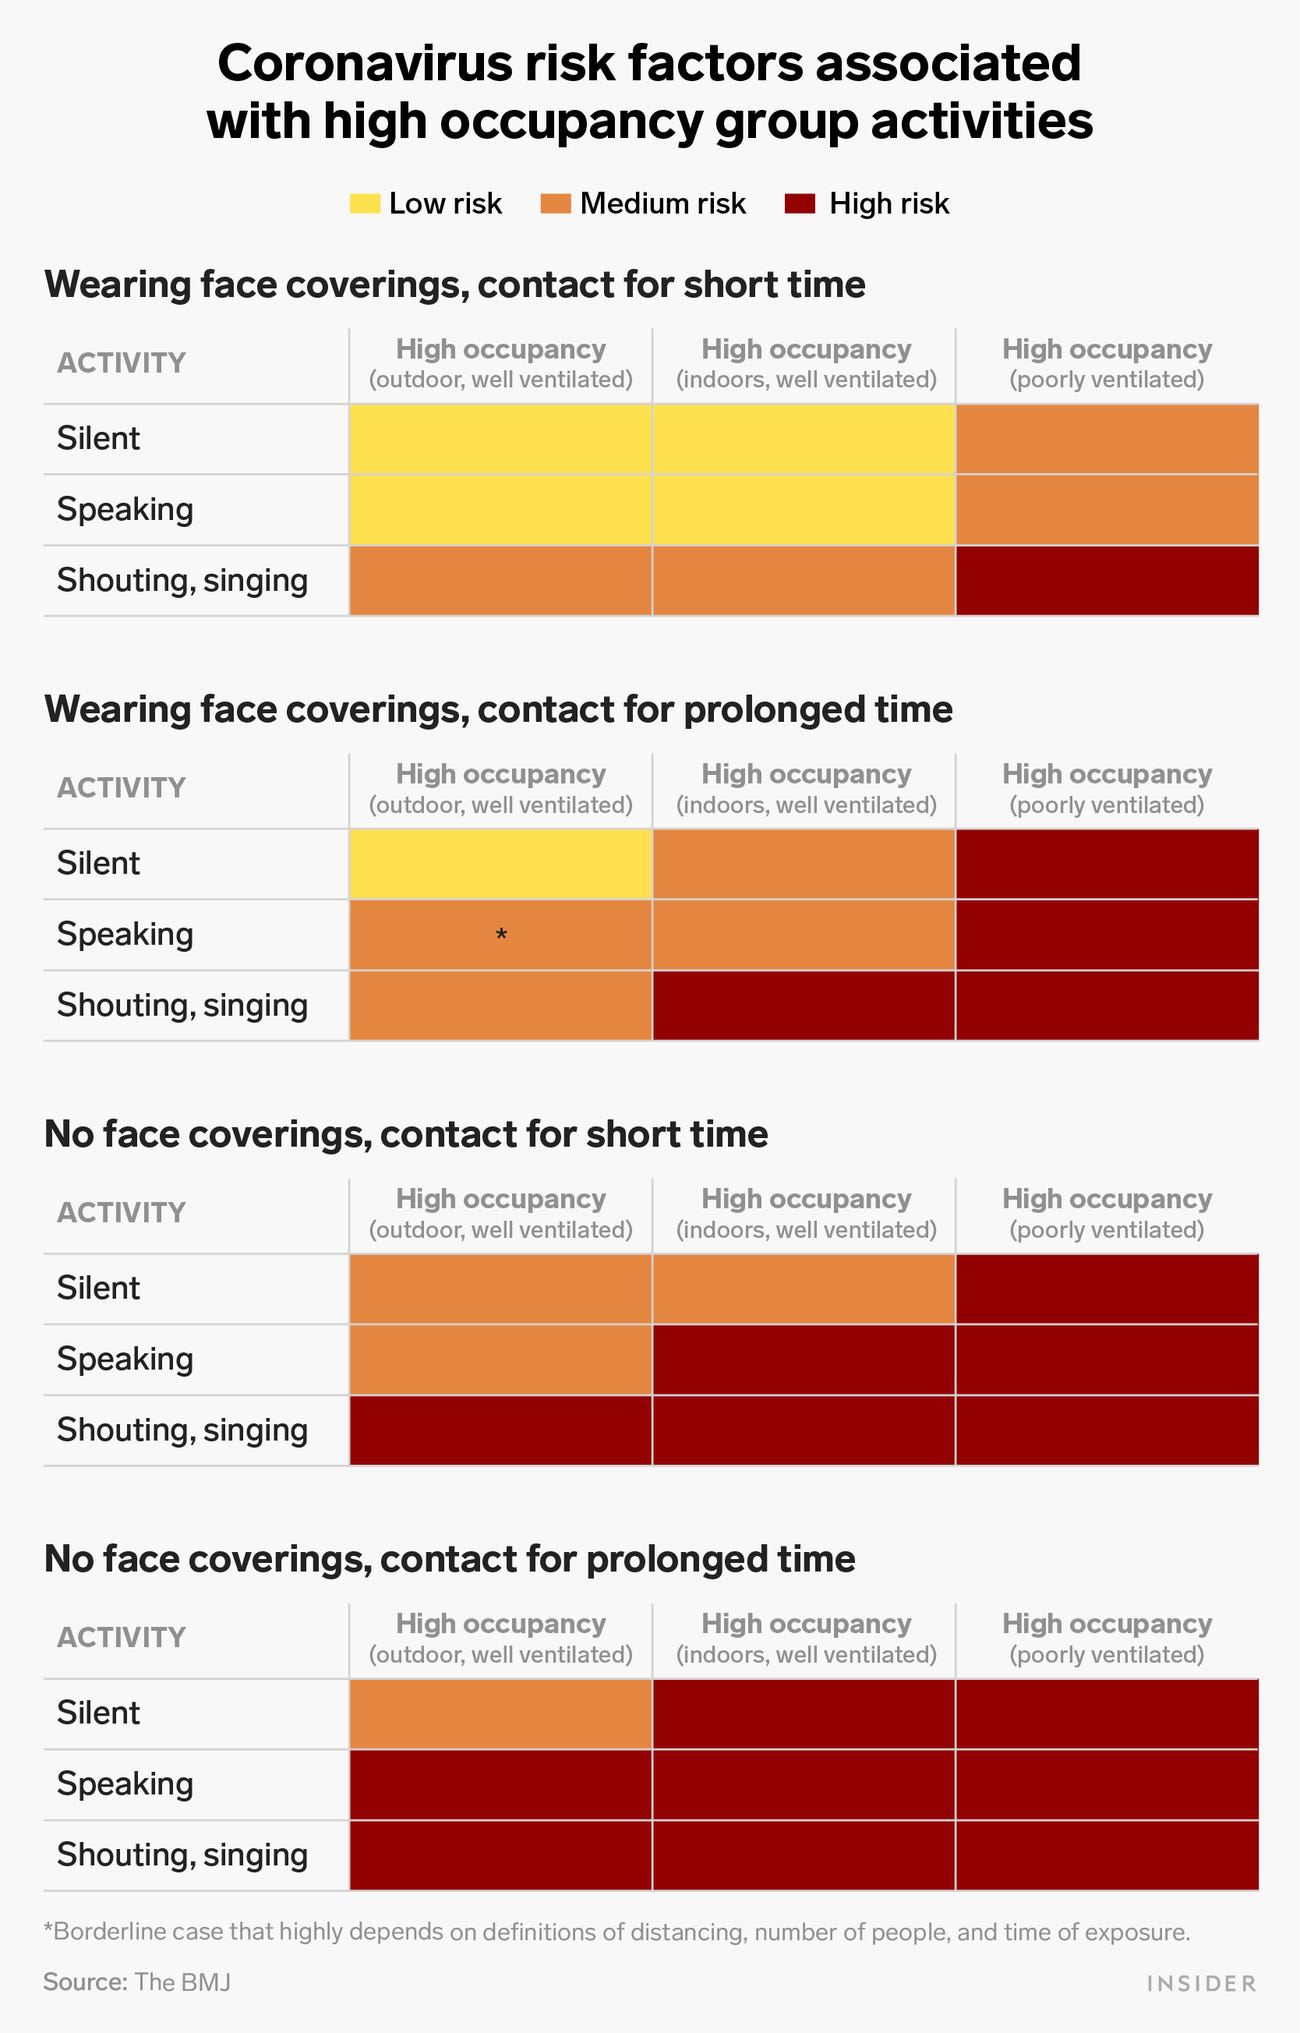 Coronavirus risk factors associated
with high occupancy group activities
Low risk Medium risk High risk
Wearing face coverings, contact for short time
ACTIVITY High occupancy High occupancy High occupancy
(outdoor, well ventilated) (indoors, well ventilated) (poorly ventilated)
Silent
Speaking
Shouting, singing
Wearing face coverings, contact for prolonged time
ACTIVITY High occupancy High occupancy High occupancy
(outdoor, well ventilated) (indoors, well ventilated) (poorly ventilated)
Silent
Speaking *
Shouting, singing
No face coverings, contact for short time
ACTIVITY High occupancy High occupancy High occupancy
(outdoor, well ventilated) (indoors, well ventilated) (poorly ventilated)
Silent
Speaking
Shouting, singing
No face coverings, contact for prolonged time
ACTIVITY High occupancy High occupancy High occupancy
(outdoor, well ventilated) (indoors, well ventilated) (poorly ventilated)
Silent
Speaking
Shouting, singing
*Borderline case that highly depends on definitions of distancing, number of people, and time of exposure.
Source: The BMJ INSIDER